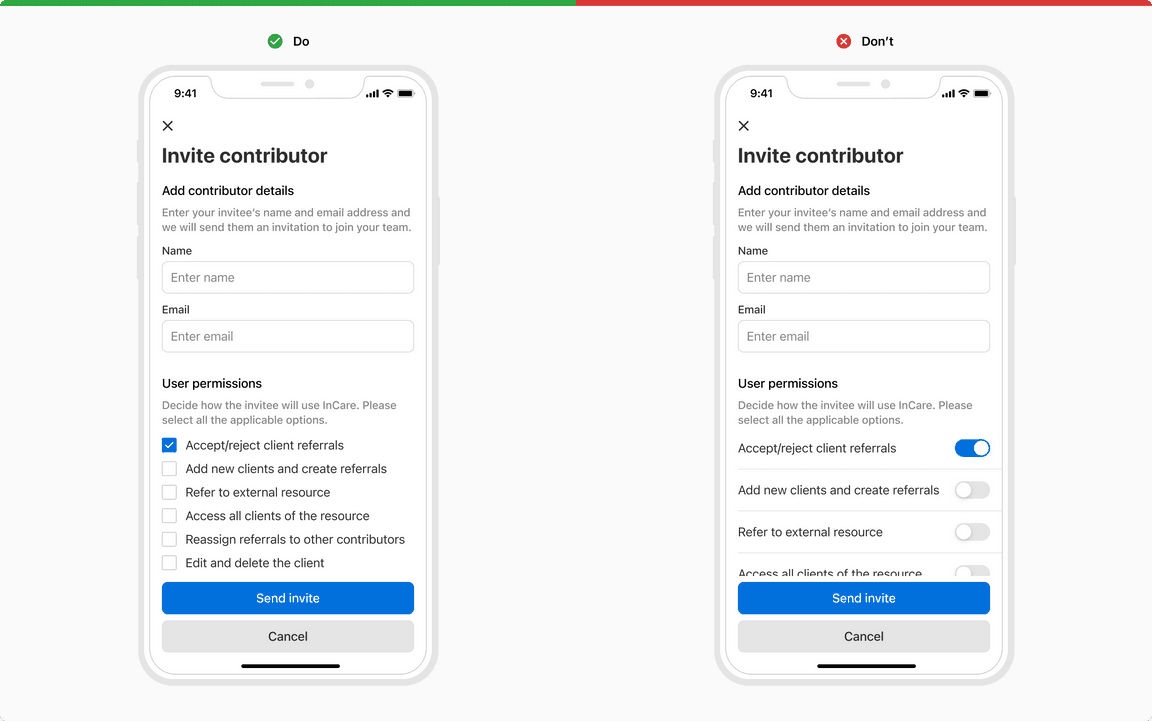 Do
9:41
Invite contributor
Add contributor details
Enter your invitee's name and email address and
we will send them an invitation to join your team.
Name
Enter name
Email
Enter email
User permissions
Decide how the invitee will use InCare. Please
select all the applicable options.
Accept/reject client referrals
Add new clients and create referrals
Refer to external resource
Access all clients of the resource
Reassign referrals to other contributors
Edit and delete the client
Send invite
Cancel
Don't
9:41
Invite contributor
Add contributor details
Enter your invitee's name and email address and
we will send them an invitation to join your team.
Name
Enter name
Email
Enter email
User permissions
Decide how the invitee will use InCare. Please
select all the applicable options.
Accept/reject client referrals
Add new clients and create referrals
Refer to external resource
Access all clients of the resource
Send invite
Cancel